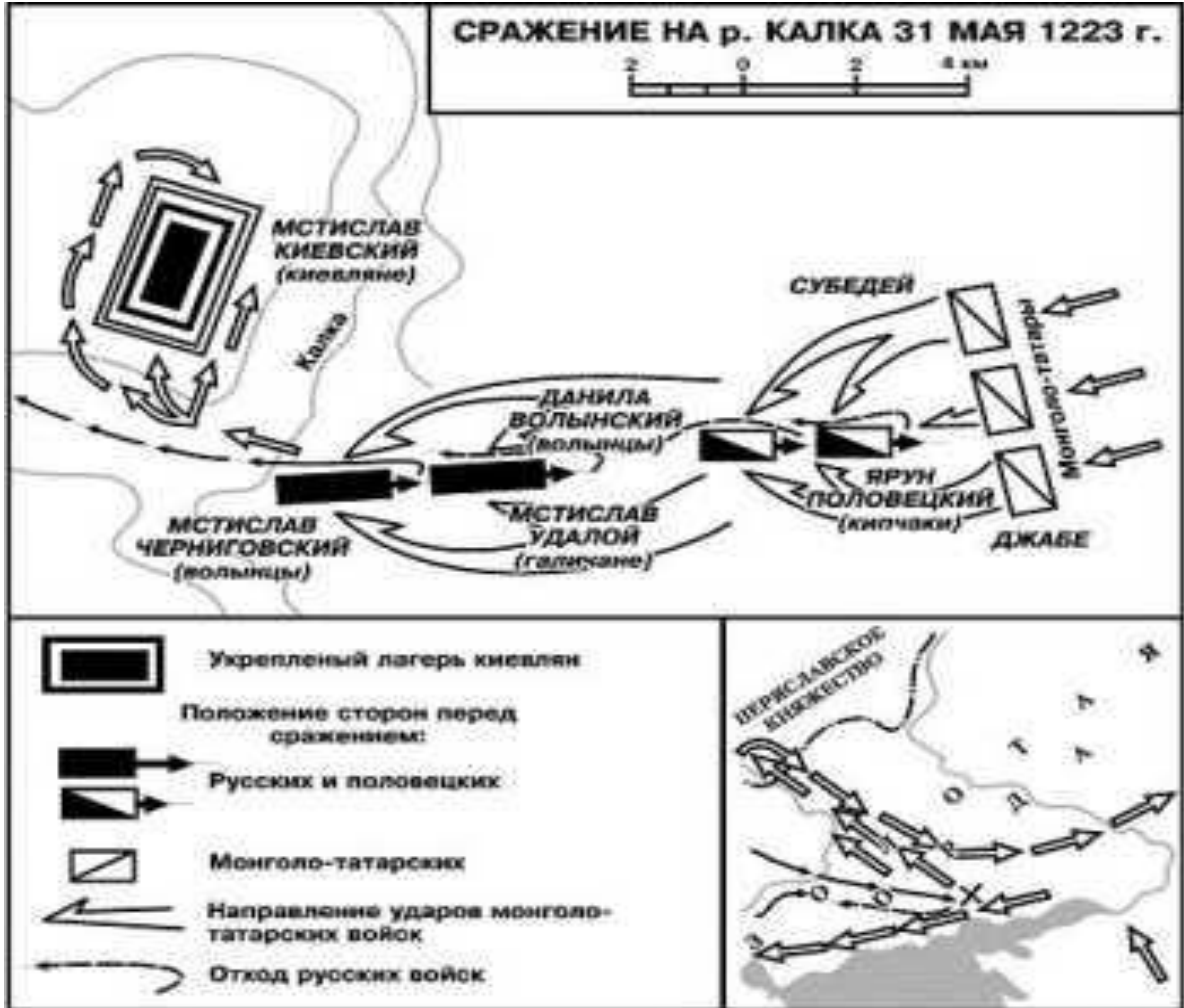 СРАЖЕНИЕ НА р. КАЛКА 31 МАЯ 1223 г.
2 0 2 4 км
МСТИСЛАВ
КИЕВСКИЙ
(киевляне)
Калка
СУБЕДЕЙ
Монголо-татары
ДАНИЛА
ВОЛЫНСКИЙ
(волынцы)
ЯРУН
ПОЛОВЕЦКИЙ
(кипчаки)
ДЖАБЕ
МСТИСЛАВ
ЧЕРНИГОВСКИЙ
(волынцы)
МСТИСЛАВ
УДАЛОЙ
(галичане)
Укрепленый лагерь киевлян
Положение сторон перед
сражением:
Русских и половецких
Монголо-татарских
Направление ударов монголо-
татарских войск
Отход русских войск
ПЕРИСЛАВСКОЕ
КНЯЖЕСТВО
З О Л О Т А Я
О Д А